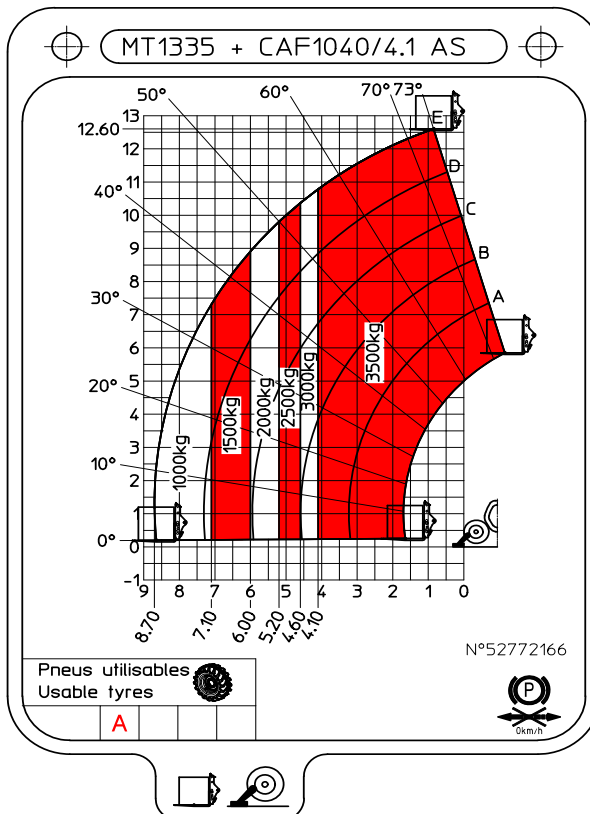 MT1335 + CAF1040/4.1 AS
50° 60° 70° 73°
13
12.60
12
11
10
9
8
7
6
5
4
3
2
1
0
-1
40°
30°
20°
10°
0°
E
D
C
B
A
1000kg
1500kg
2000kg
2500kg
3000kg
3500kg
9 8 7 6 5 4 3 2 1 0
8.70 7.10 6.00 5.20 4.60 4.10
N°52772166
Pneus utilisables
Usable tyres
A
P
0km/h